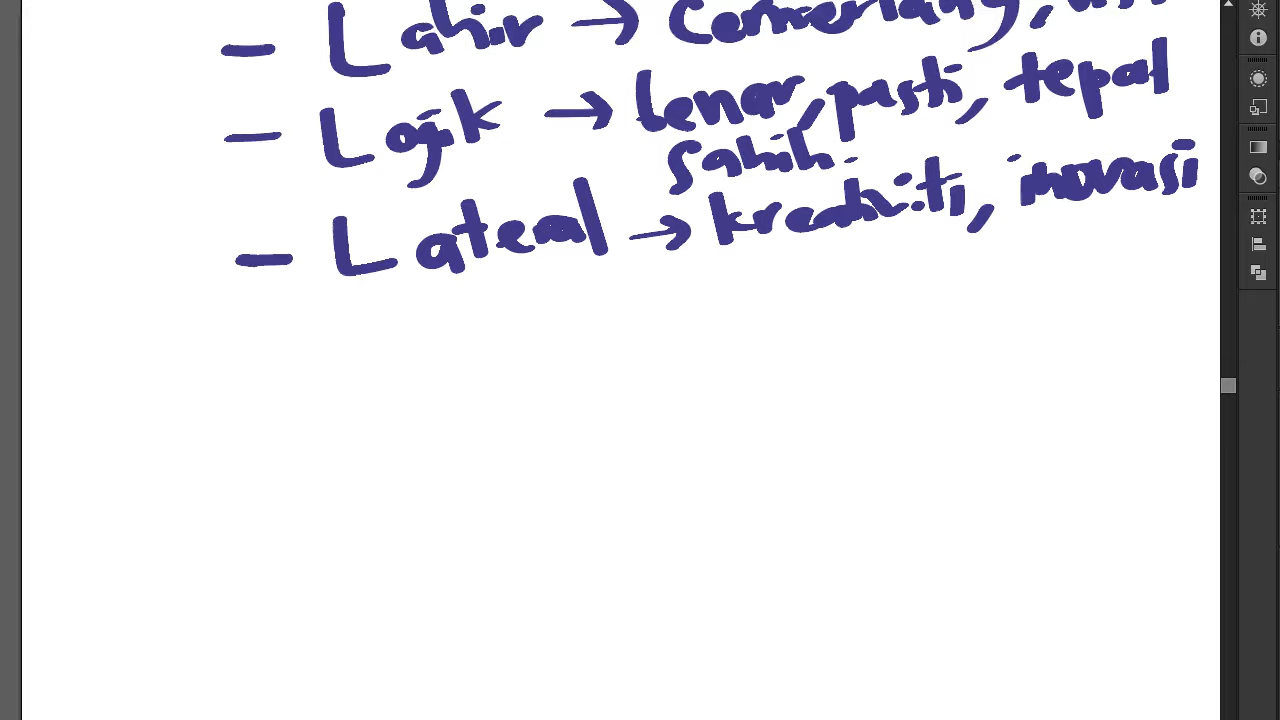 - Lahir → Cemerlang,
- Logik → benar, pasti, tepat
sahih.
- Lateral → kreativiti, inovasi